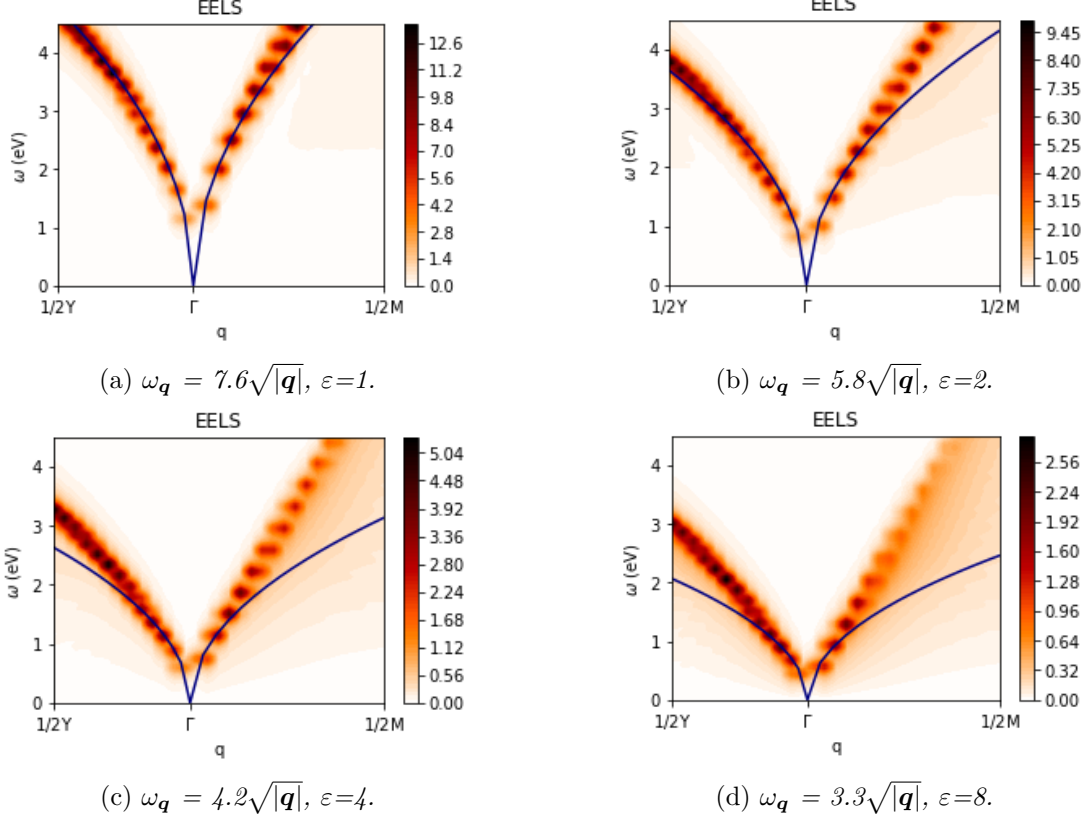 EELS
ω (eV)
4
3
2
1
0
1/2Y Γ 1/2M
q
12.6
11.2
9.8
8.4
7.0
5.6
4.2
2.8
1.4
0.0
(a) ω_q = 7.6√|q|, ε=1.
EELS
ω (eV)
4
3
2
1
0
1/2Y Γ 1/2M
q
9.45
8.40
7.35
6.30
5.25
4.20
3.15
2.10
1.05
0.00
(b) ω_q = 5.8√|q|, ε=2.
EELS
ω (eV)
4
3
2
1
0
1/2Y Γ 1/2M
q
5.04
4.48
3.92
3.36
2.80
2.24
1.68
1.12
0.56
0.00
(c) ω_q = 4.2√|q|, ε=4.
EELS
ω (eV)
4
3
2
1
0
1/2Y Γ 1/2M
q
2.56
2.24
1.92
1.60
1.28
0.96
0.64
0.32
0.00
(d) ω_q = 3.3√|q|, ε=8.